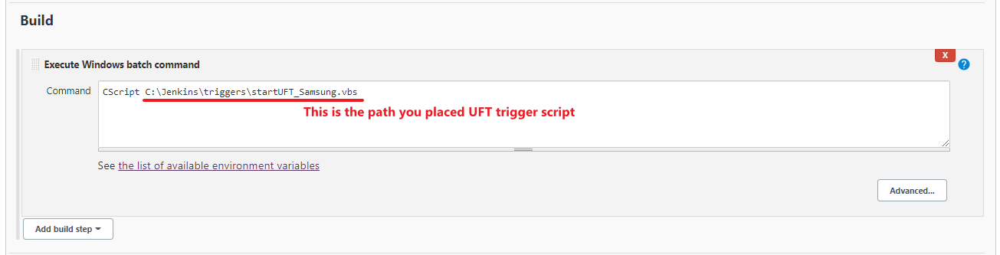 Build
Execute Windows batch command
X
?
Command
CScript C:\Jenkins\triggers\startUFT_Samsung.vbs
This is the path you placed UFT trigger script
See the list of available environment variables
Advanced...
Add build step